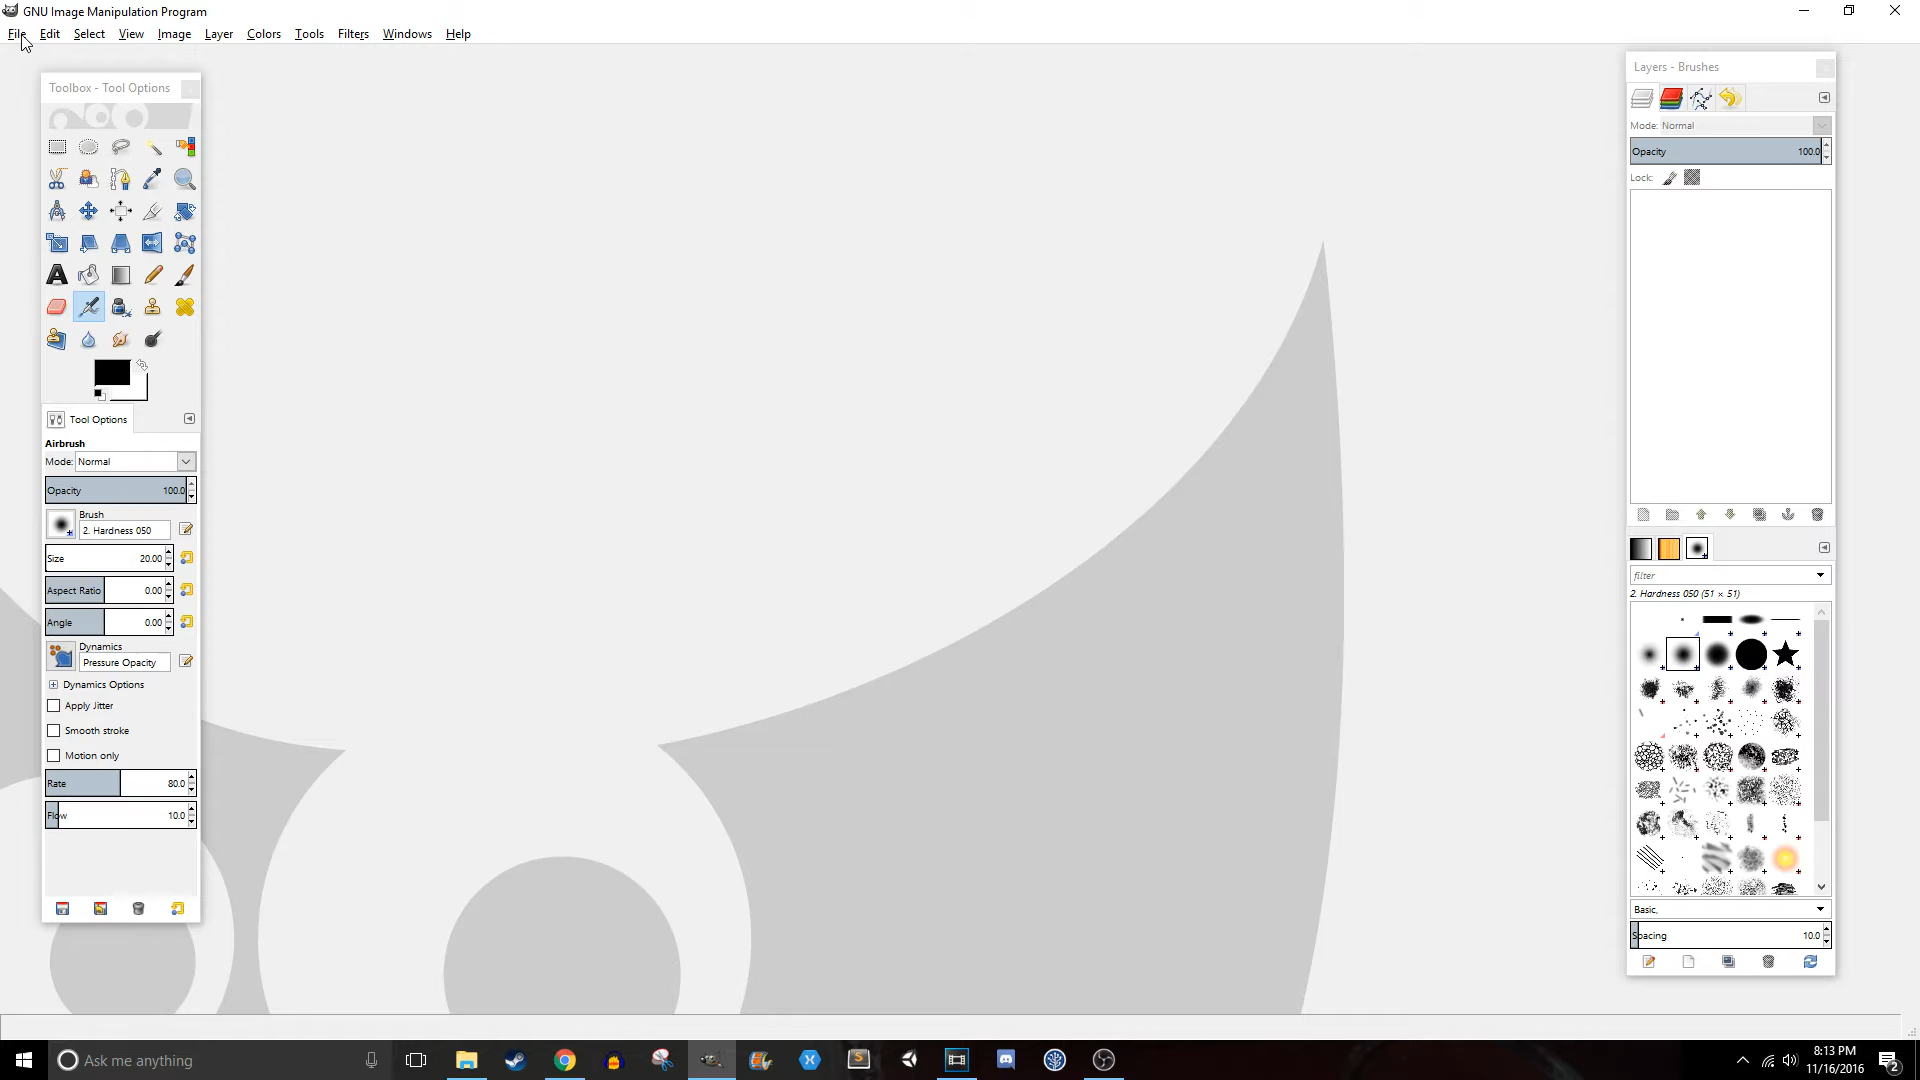 GNU Image Manipulation Program
File Edit Select View Image Layer Colors Tools Filters Windows Help
Toolbox - Tool Options
Tool Options
Airbrush
Mode: Normal
Opacity 100.0
Brush
2. Hardness 050
Size 20.00
Aspect Ratio 0.00
Angle 0.00
Dynamics
Pressure Opacity
Dynamics Options
Apply Jitter
Smooth stroke
Motion only
Rate 80.0
Flow 10.0
Layers - Brushes
Mode: Normal
Opacity 100.0
Lock:
filter
2. Hardness 050 (51 × 51)
Basic,
Spacing 10.0
Ask me anything
8:13 PM
11/16/2016
2